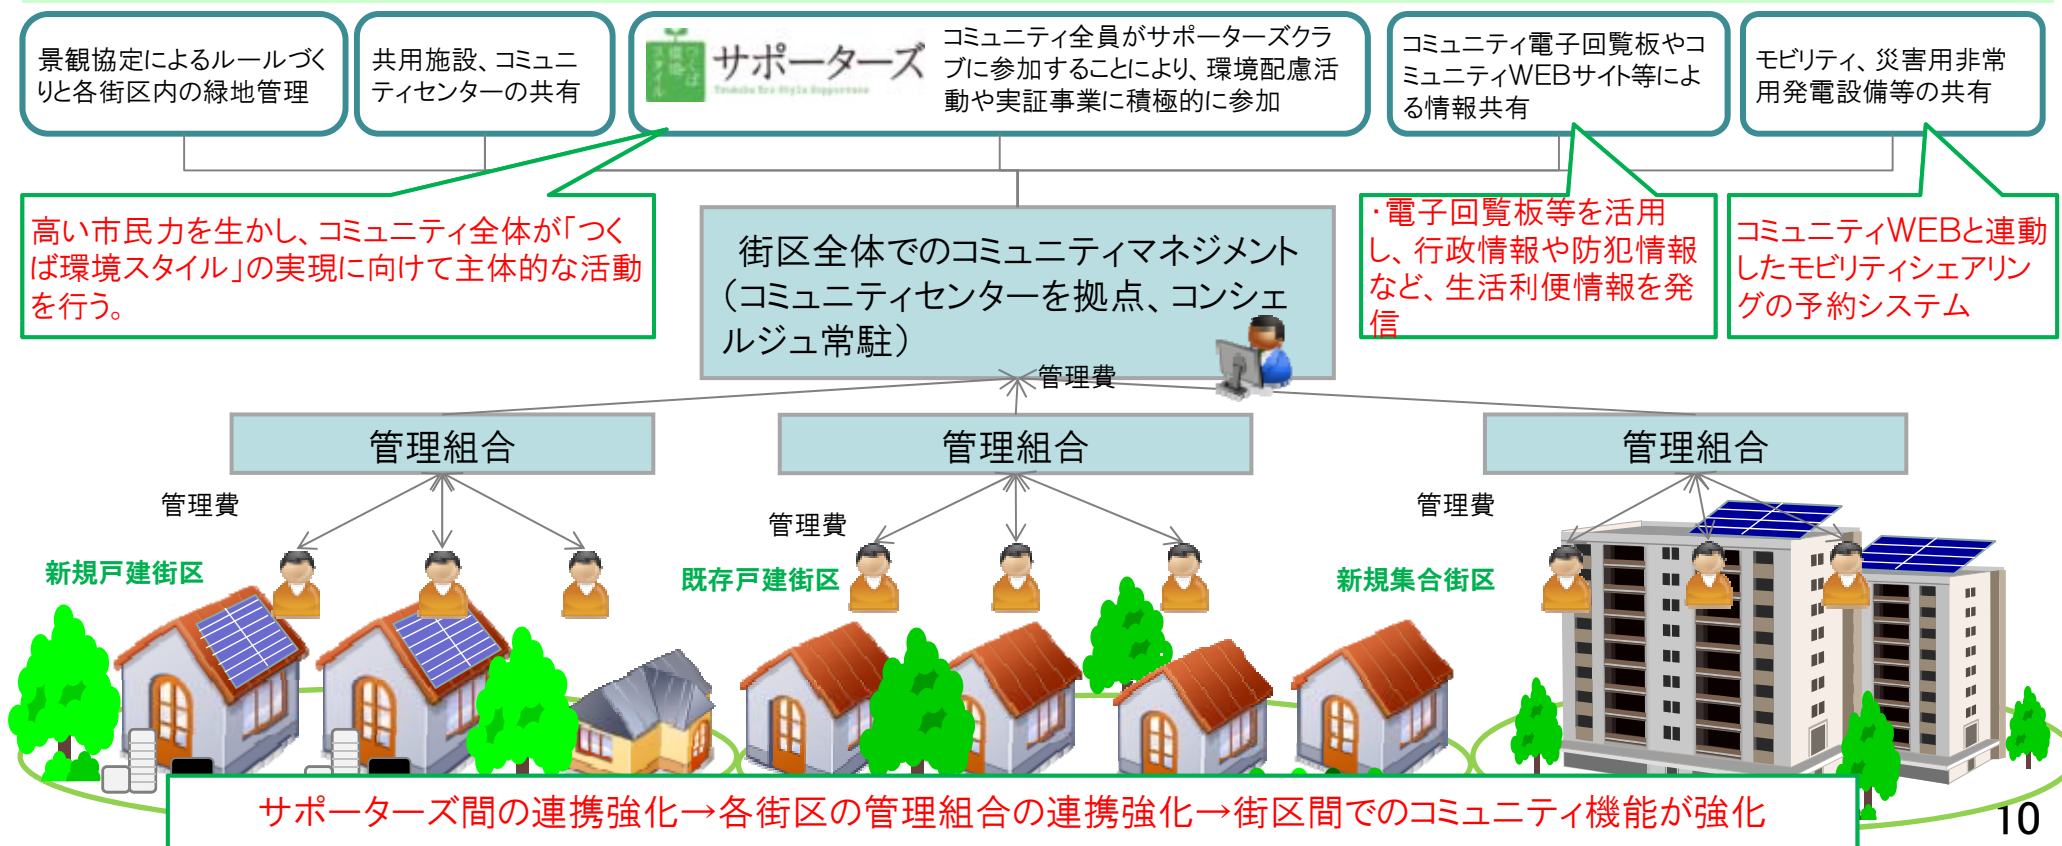 景観協定によるルールづく
りと各街区内の緑地管理
共用施設、コミュニ
ティセンターの共有
つくば
環境
スタイル
サポーターズ
Tsukuba Eco Style Supporters
コミュニティ全員がサポーターズクラ
ブに参加することにより、環境配慮活
動や実証事業に積極的に参加
コミュニティ電子回覧板やコ
ミュニティWEBサイト等によ
る情報共有
モビリティ、災害用非常
用発電設備等の共有
高い市民力を生かし、コミュニティ全体が「つく
ば環境スタイル」の実現に向けて主体的な活動
を行う。
街区全体でのコミュニティマネジメント
（コミュニティセンターを拠点、コンシェ
ルジュ常駐）
・電子回覧板等を活用
し、行政情報や防犯情報
など、生活利便情報を発
信
コミュニティWEBと連動
したモビリティシェアリン
グの予約システム
管理費
管理組合
管理組合
管理組合
管理費
管理費
管理費
新規戸建街区
既存戸建街区
新規集合街区
サポーターズ間の連携強化→各街区の管理組合の連携強化→街区間でのコミュニティ機能が強化
10